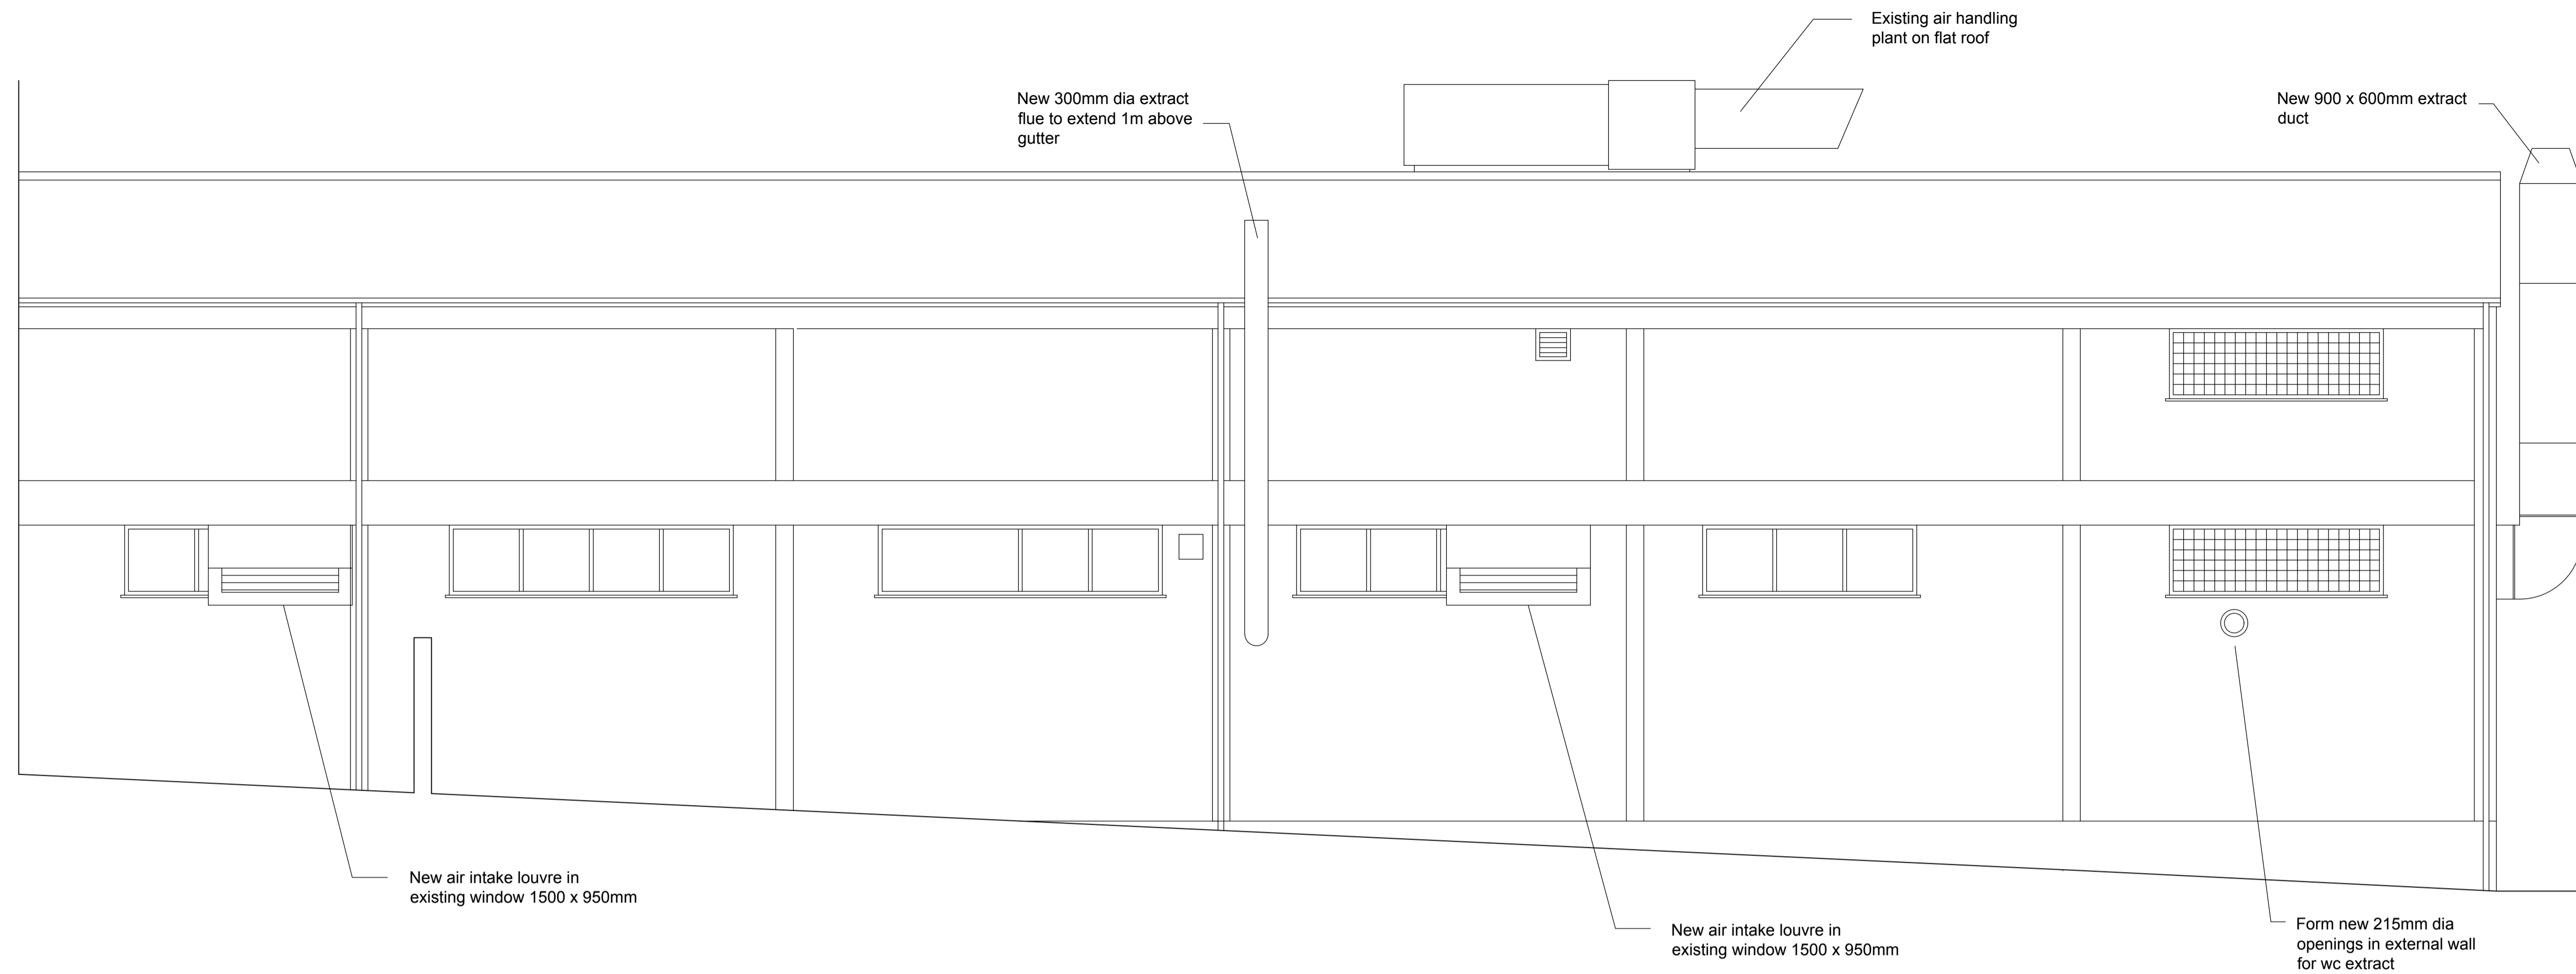 Existing air handling
plant on flat roof
New 300mm dia extract
flue to extend 1m above
gutter
New 900 x 600mm extract
duct
New air intake louvre in
existing window 1500 x 950mm
New air intake louvre in
existing window 1500 x 950mm
Form new 215mm dia
openings in external wall
for wc extract